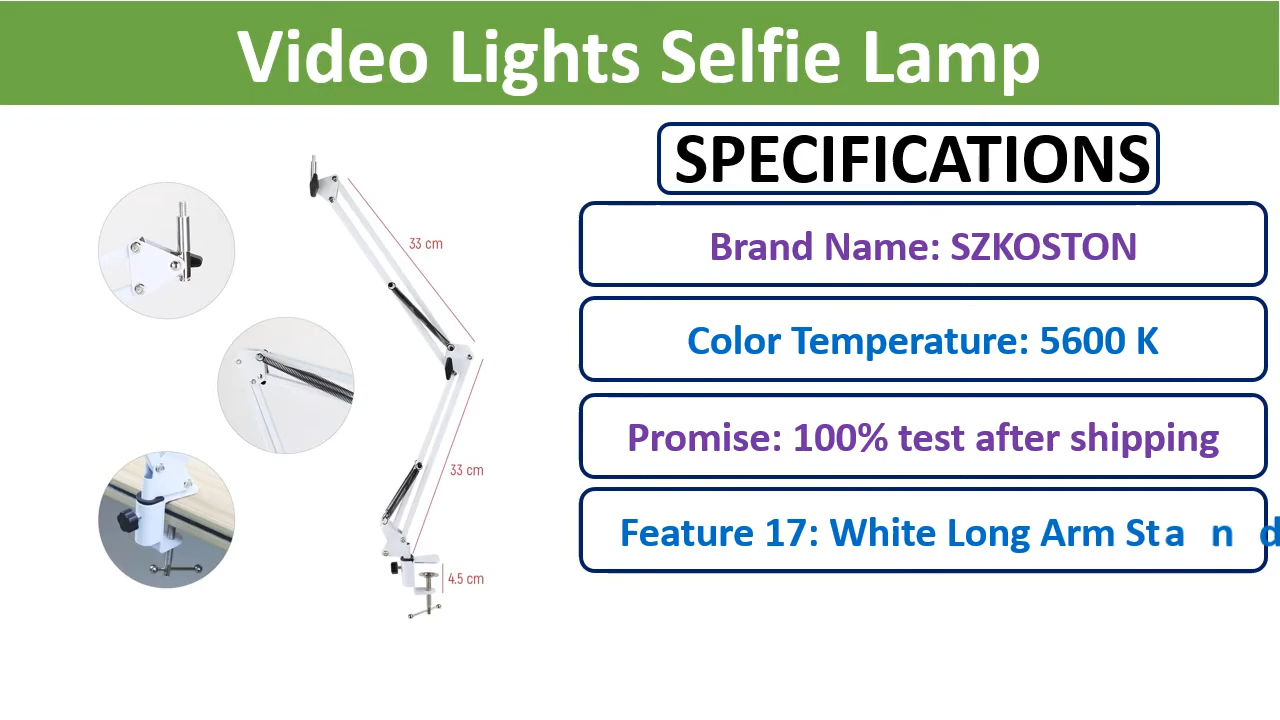 Video Lights Selfie Lamp
SPECIFICATIONS
Brand Name: SZKOSTON
Color Temperature: 5600 K
Promise: 100% test after shipping
Feature 17: White Long Arm Stand
33 cm
33 cm
4.5 cm